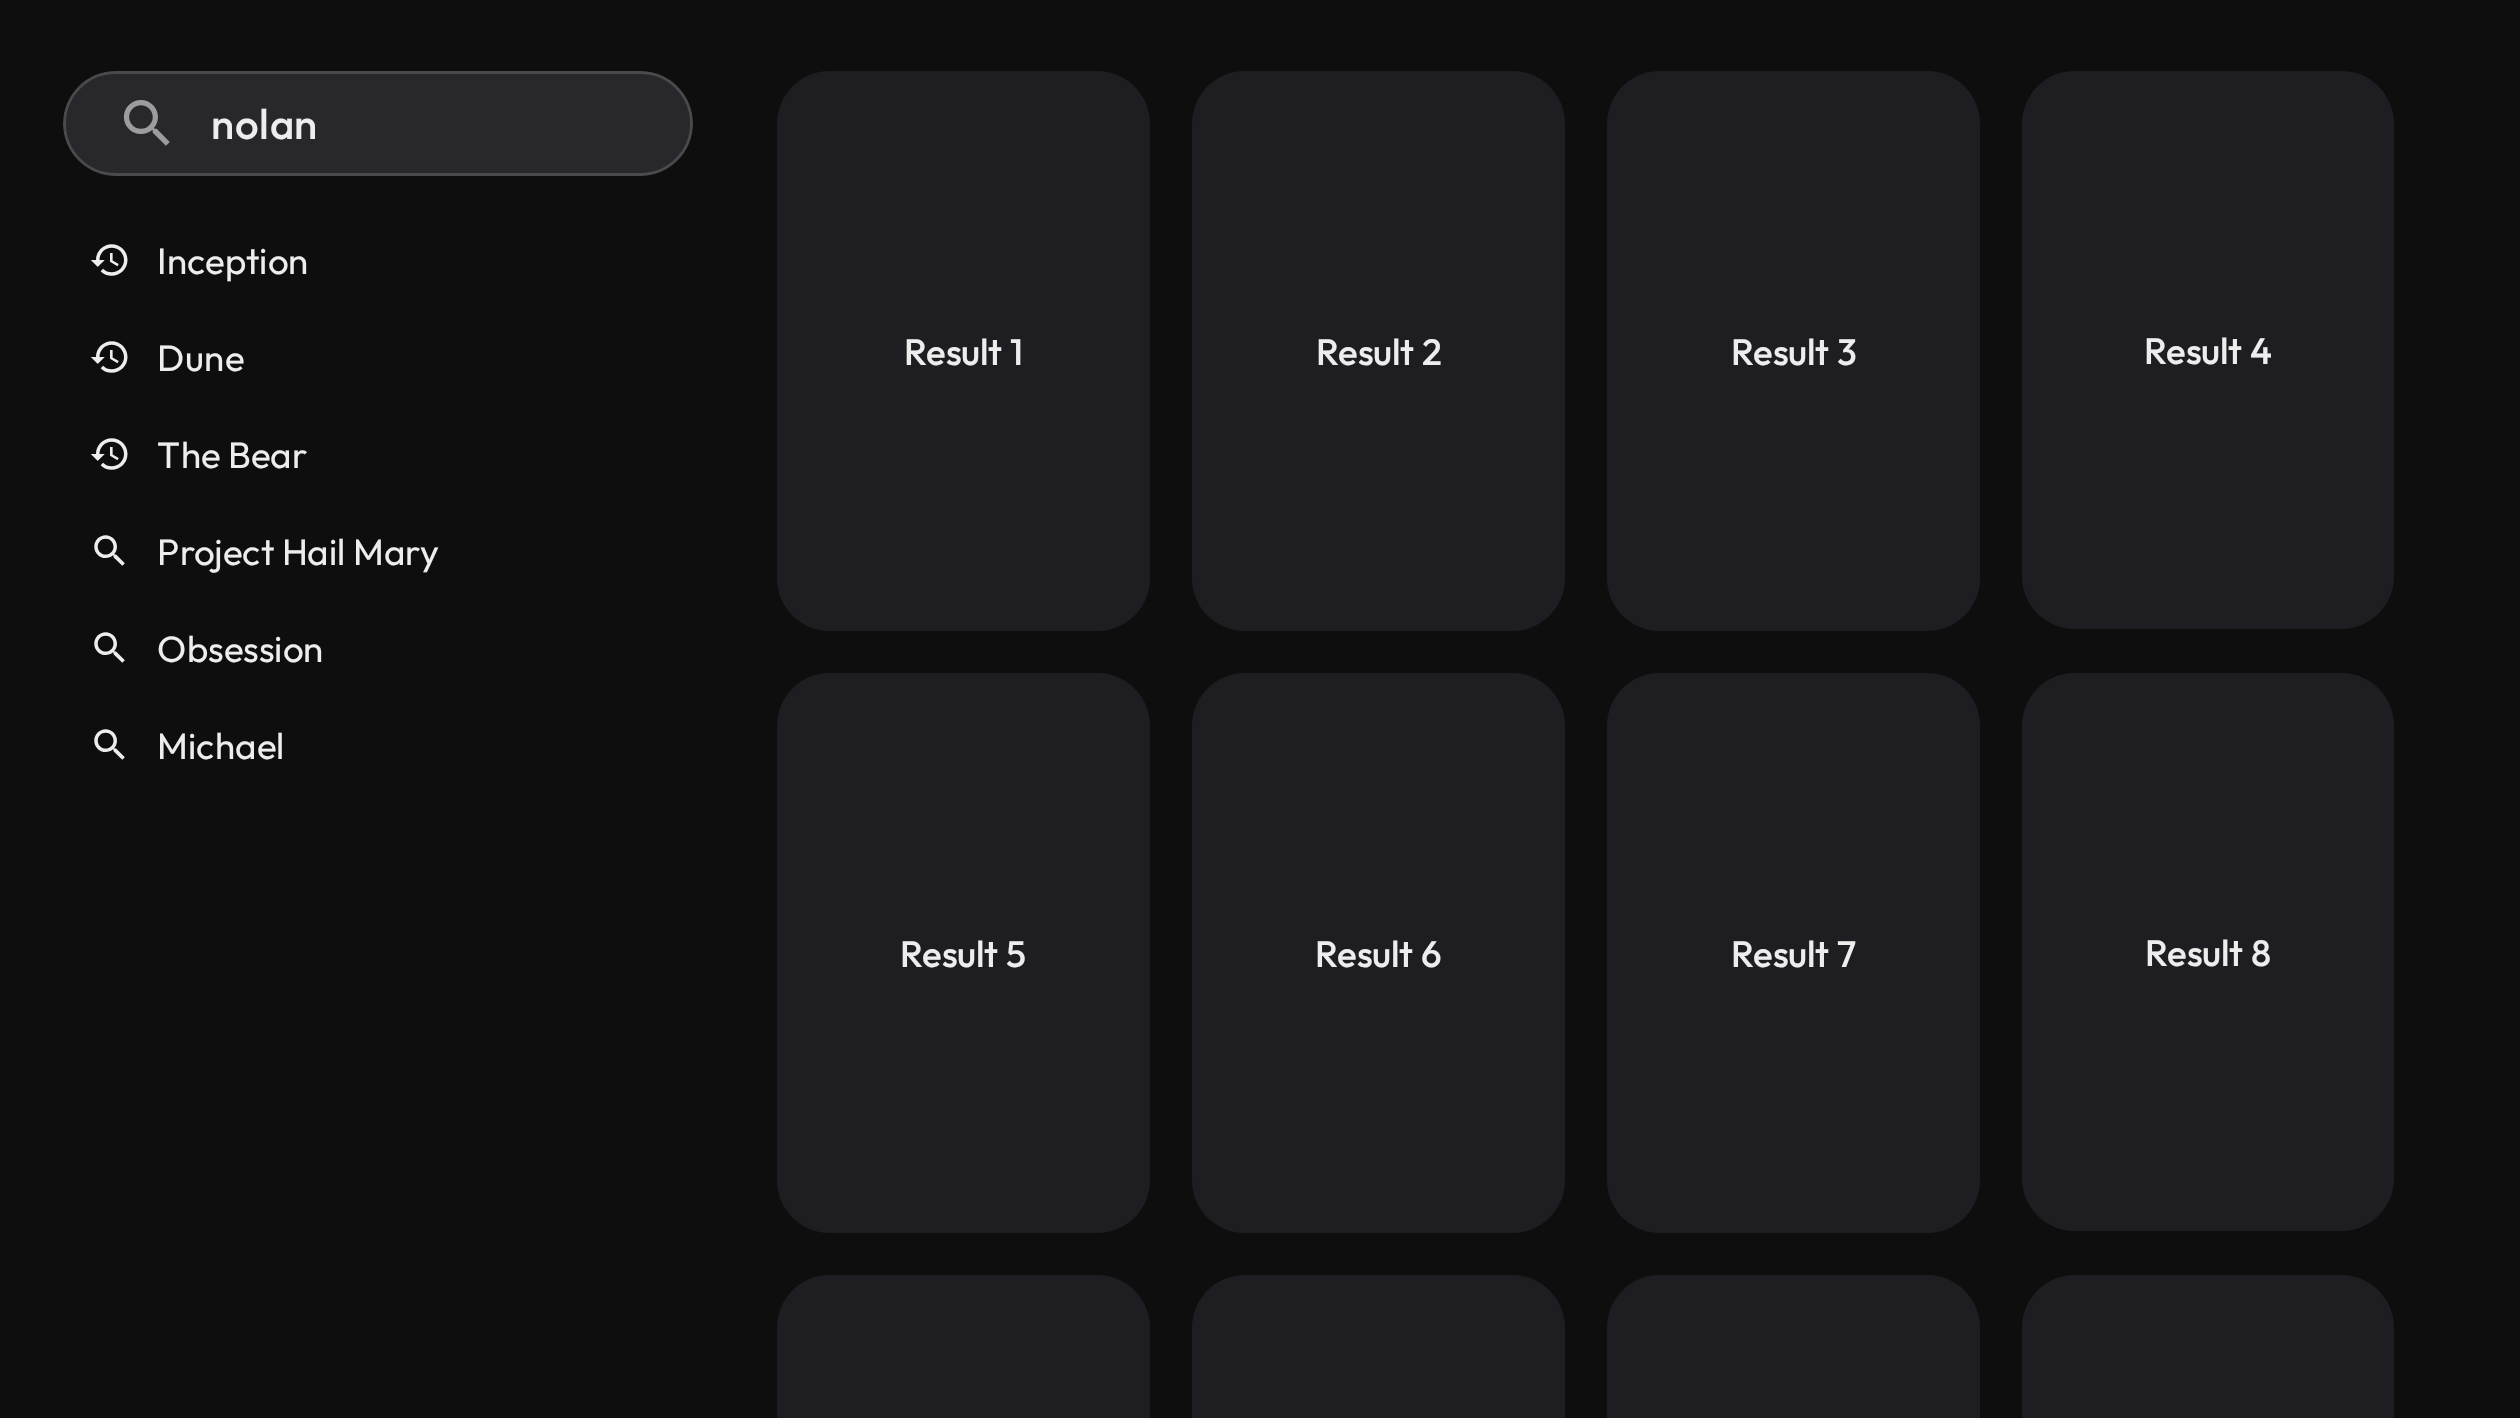 nolan
Inception
Dune
The Bear
Project Hail Mary
Obsession
Michael
Result 1
Result 2
Result 3
Result 4
Result 5
Result 6
Result 7
Result 8